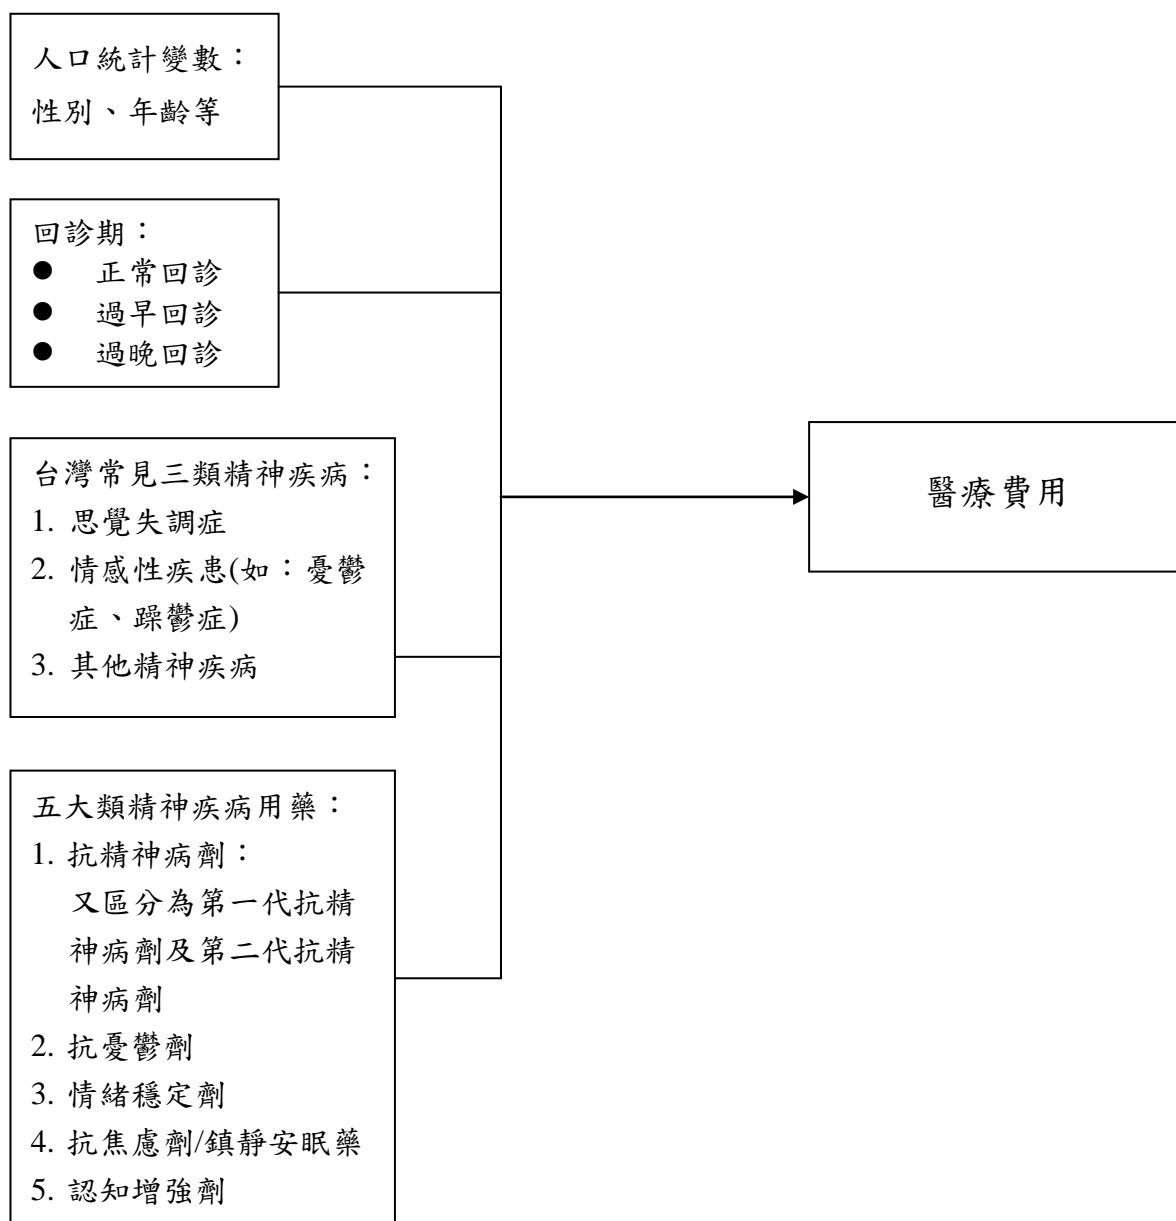 人口統計變數：
性別、年齡等
回診期：
● 正常回診
● 過早回診
● 過晚回診
台灣常見三類精神疾病：
1. 思覺失調症
2. 情感性疾患(如：憂鬱
症、躁鬱症)
3. 其他精神疾病
醫療費用
五大類精神疾病用藥：
1. 抗精神病劑：
又區分為第一代抗精
神病劑及第二代抗精
神病劑
2. 抗憂鬱劑
3. 情緒穩定劑
4. 抗焦慮劑/鎮靜安眠藥
5. 認知增強劑